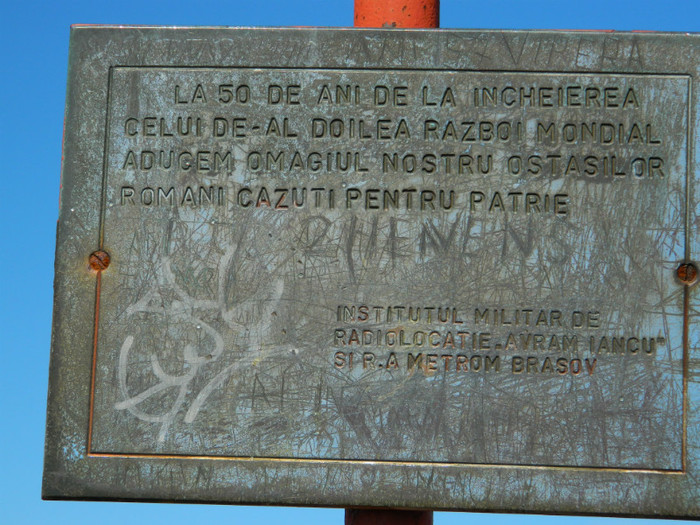 LA 50 DE ANI DE LA INCHEIEREA
CELUI DE-AL DOILEA RAZBOI MONDIAL
ADUGEM OMAGIUL NOSTRU OSTASILOR
ROMANI CAZUTI PENTRU PATRIE
INSTITUTUL MILITAR DE
RADIOLOCATIE „AVRAM IANCU"
SI R.A METROM BRASOV